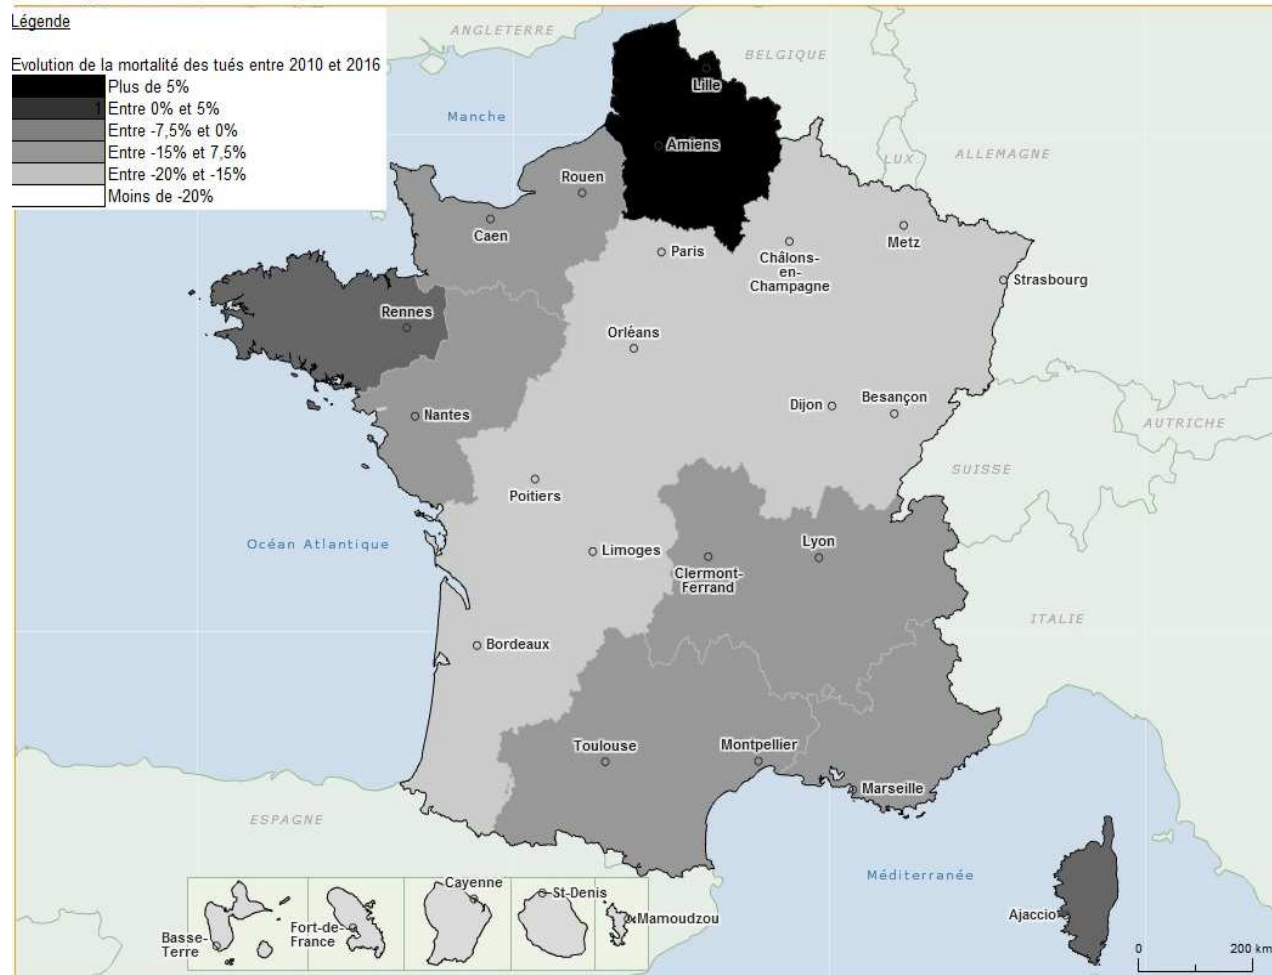 Légende
Evolution de la mortalité des tués entre 2010 et 2016
Plus de 5%
1 Entre 0% et 5%
Entre -7,5% et 0%
Entre -15% et 7,5%
Entre -20% et -15%
Moins de -20%
ANGLETERRE
BELGIQUE
Lille
Manche
Amiens
LUX.
ALLEMAGNE
Rouen
Caen
Paris
Châlons-
en-
Champagne
Metz
Strasbourg
Rennes
Orléans
Nantes
Dijon
Besançon
AUTRICHE
SUISSE
Poitiers
Océan Atlantique
Limoges
Clermont-
Ferrand
Lyon
ITALIE
Bordeaux
Toulouse
Montpellier
Marseille
ESPAGNE
Méditerranée
Ajaccio
Basse-
Terre
Fort-de-
France
Cayenne
St-Denis
Mamoudzou
0 200 km